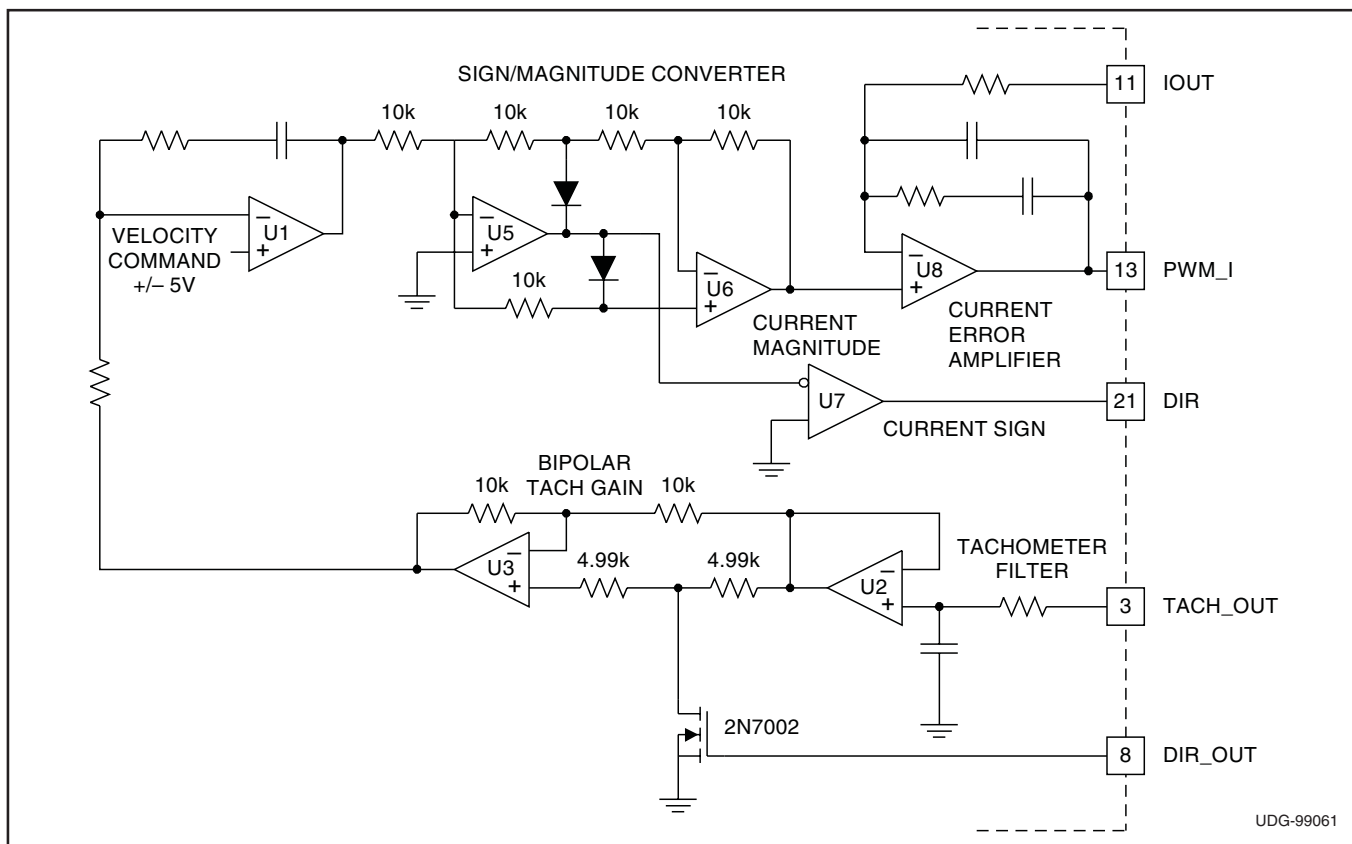 SIGN/MAGNITUDE CONVERTER
11 IOUT
10k 10k 10k 10k
−
U1
+
VELOCITY
COMMAND
+/− 5V
−
U5
+
10k
−
U6
+
CURRENT
MAGNITUDE
−
U8
+
13 PWM_I
CURRENT
ERROR
AMPLIFIER
U7
21 DIR
CURRENT SIGN
BIPOLAR
TACH GAIN
10k 10k
−
U3
+
4.99k 4.99k
−
U2
+
TACHOMETER
FILTER
3 TACH_OUT
2N7002
8 DIR_OUT
UDG-99061